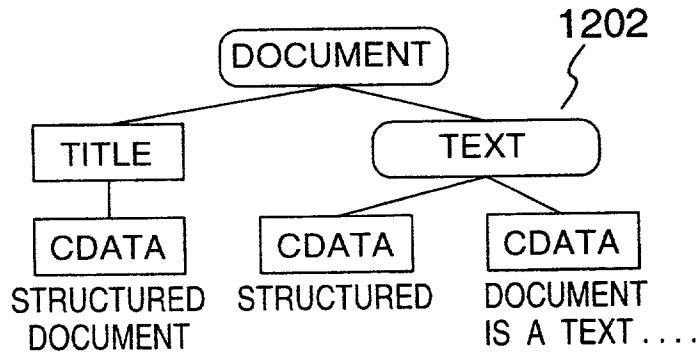 1202
DOCUMENT
TITLE
TEXT
CDATA
CDATA
CDATA
STRUCTURED
DOCUMENT
STRUCTURED
DOCUMENT
IS A TEXT ....